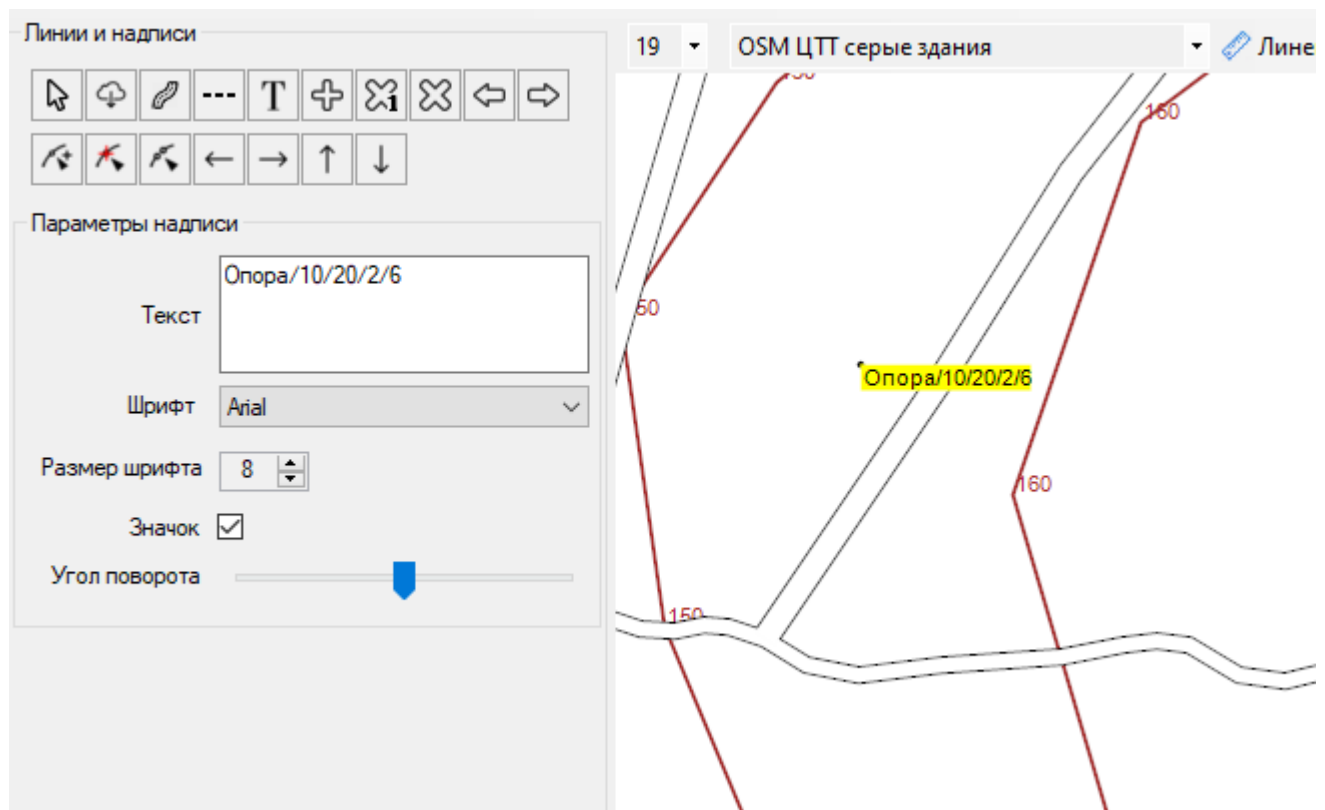 Линии и надписи
19
OSM ЦТТ серые здания
Лине
T
i
Параметры надписи
Текст
Опора/10/20/2/6
Шрифт
Arial
Размер шрифта
8
Значок
Угол поворота
160
50
Опора/10/20/2/6
160
150